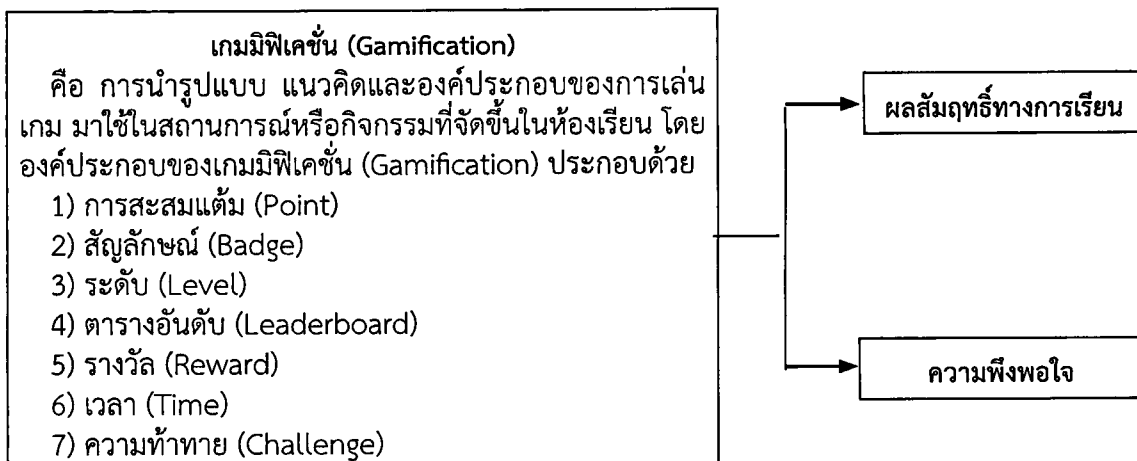 เกมมิฟิเคชั่น (Gamification)
คือ การนำรูปแบบ แนวคิดและองค์ประกอบของการเล่น
เกม มาใช้ในสถานการณ์หรือกิจกรรมที่จัดขึ้นในห้องเรียน โดย
องค์ประกอบของเกมมิฟิเคชั่น (Gamification) ประกอบด้วย
1) การสะสมแต้ม (Point)
2) สัญลักษณ์ (Badge)
3) ระดับ (Level)
4) ตารางอันดับ (Leaderboard)
5) รางวัล (Reward)
6) เวลา (Time)
7) ความท้าทาย (Challenge)
ผลสัมฤทธิ์ทางการเรียน
ความพึงพอใจ